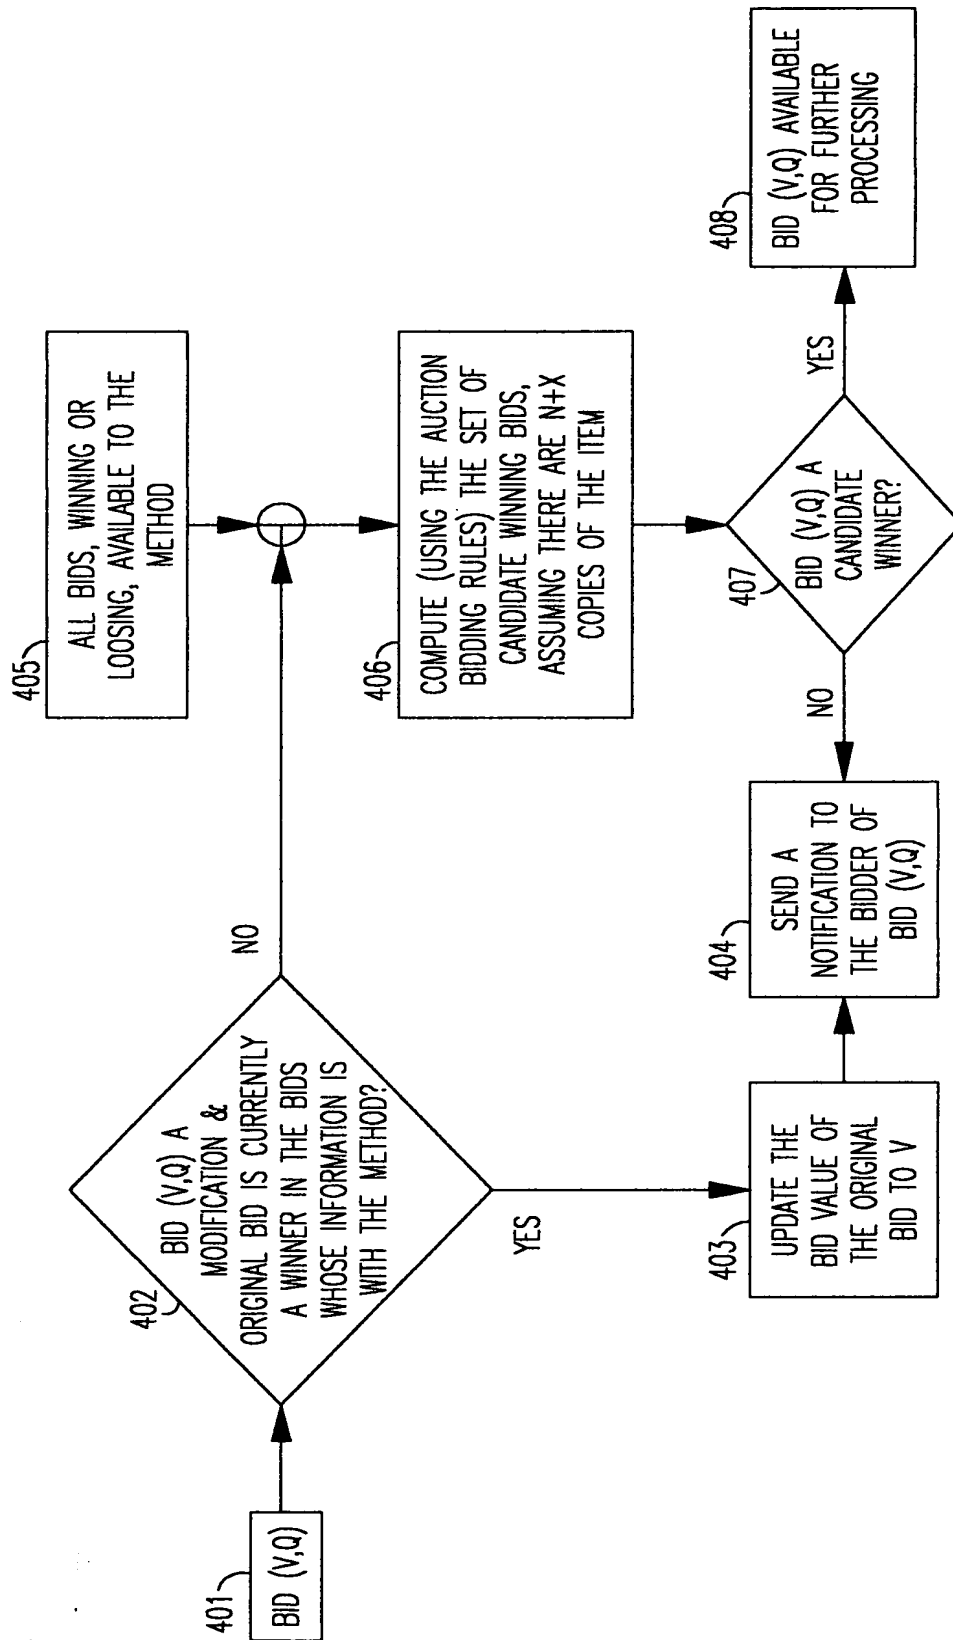 401
BID (V,Q)
402
BID (V,Q) A
MODIFICATION &
ORIGINAL BID IS CURRENTLY
A WINNER IN THE BIDS
WHOSE INFORMATION IS
WITH THE METHOD?
NO
YES
403
UPDATE THE
BID VALUE OF
THE ORIGINAL
BID TO V
404
SEND A
NOTIFICATION TO
THE BIDDER OF
BID (V,Q)
405
ALL BIDS, WINNING OR
LOOSING, AVAILABLE TO THE
METHOD
406
COMPUTE (USING THE AUCTION
BIDDING RULES) THE SET OF
CANDIDATE WINNING BIDS,
ASSUMING THERE ARE N+X
COPIES OF THE ITEM
407
BID (V,Q) A
CANDIDATE
WINNER?
NO
YES
408
BID (V,Q) AVAILABLE
FOR FURTHER
PROCESSING